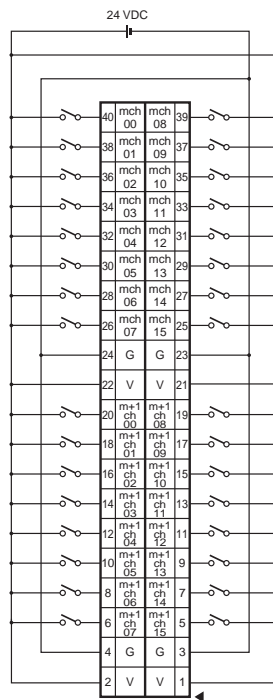 24 VDC
40 mch 00 mch 08 39
38 mch 01 mch 09 37
36 mch 02 mch 10 35
34 mch 03 mch 11 33
32 mch 04 mch 12 31
30 mch 05 mch 13 29
28 mch 06 mch 14 27
26 mch 07 mch 15 25
24 G G 23
22 V V 21
20 m+1 ch 00 m+1 ch 08 19
18 m+1 ch 01 m+1 ch 09 17
16 m+1 ch 02 m+1 ch 10 15
14 m+1 ch 03 m+1 ch 11 13
12 m+1 ch 04 m+1 ch 12 11
10 m+1 ch 05 m+1 ch 13 9
8 m+1 ch 06 m+1 ch 14 7
6 m+1 ch 07 m+1 ch 15 5
4 G G 3
2 V V 1